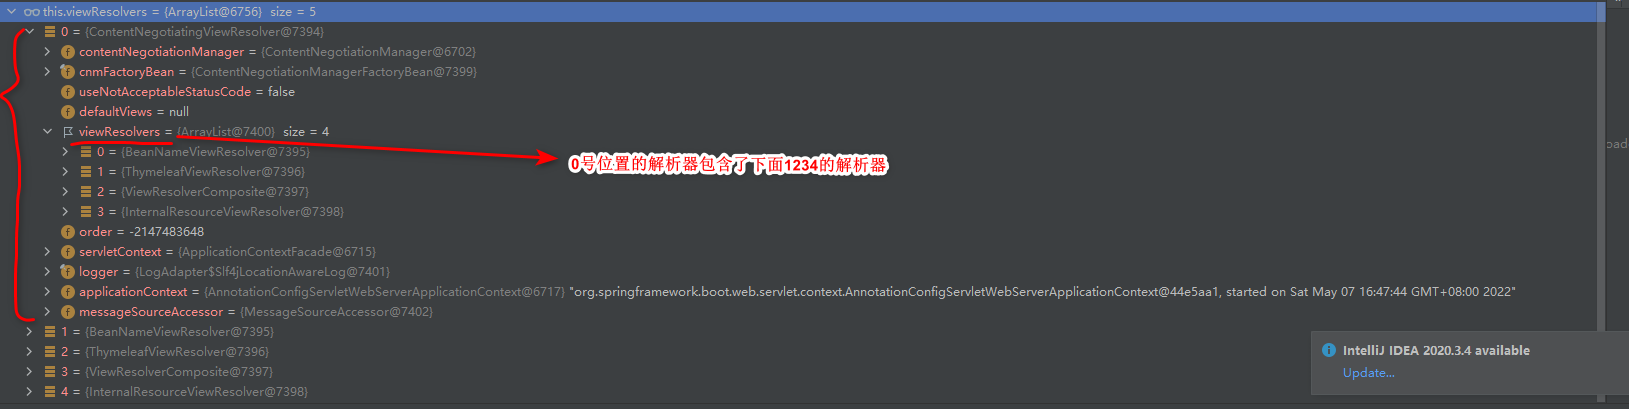 this.viewResolvers = {ArrayList@6756} size = 5
0 = {ContentNegotiatingViewResolver@7394}
contentNegotiationManager = {ContentNegotiationManager@6702}
cnmFactoryBean = {ContentNegotiationManagerFactoryBean@7399}
useNotAcceptableStatusCode = false
defaultViews = null
viewResolvers = {ArrayList@7400} size = 4
0 = {BeanNameViewResolver@7395}
oad
0号位置的解析器包含了下面1234的解析器
1 = {ThymeleafViewResolver@7396}
2 = {ViewResolverComposite@7397}
3 = {InternalResourceViewResolver@7398}
order = -2147483648
servletContext = {ApplicationContextFacade@6715}
logger = {LogAdapter$Slf4jLocationAwareLog@7401}
applicationContext = {AnnotationConfigServletWebServerApplicationContext@6717} "org.springframework.boot.web.servlet.context.AnnotationConfigServletWebServerApplicationContext@44e5aa1, started on Sat May 07 16:47:44 GMT+08:00 2022"
messageSourceAccessor = {MessageSourceAccessor@7402}
1 = {BeanNameViewResolver@7395}
2 = {ThymeleafViewResolver@7396}
3 = {ViewResolverComposite@7397}
4 = {InternalResourceViewResolver@7398}
IntelliJ IDEA 2020.3.4 available
Update...